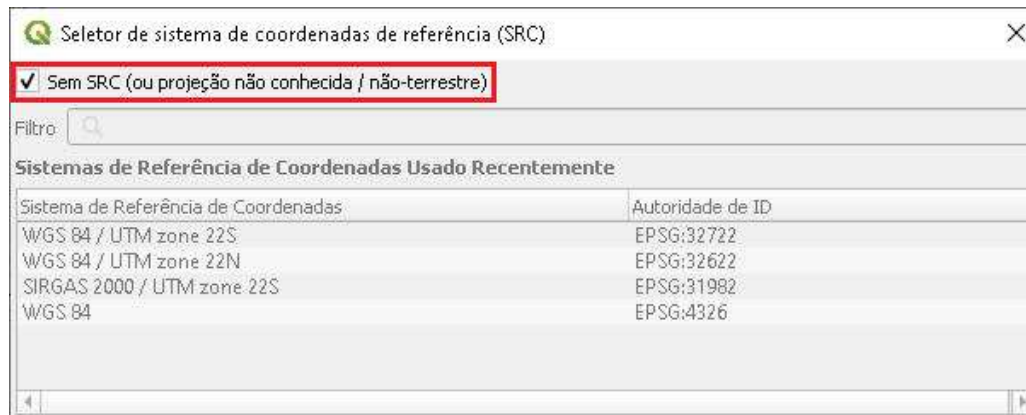 Seletor de sistema de coordenadas de referência (SRC)
Sem SRC (ou projeção não conhecida / não-terrestre)
Filtro
Sistemas de Referência de Coordenadas Usado Recentemente
Sistema de Referência de Coordenadas Autoridade de ID
WGS 84 / UTM zone 22S EPSG:32722
WGS 84 / UTM zone 22N EPSG:32622
SIRGAS 2000 / UTM zone 22S EPSG:31982
WGS 84 EPSG:4326